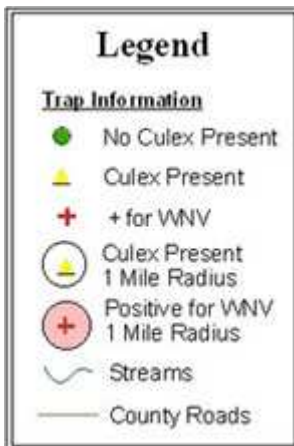 Legend
Trap Information
No Culex Present
Culex Present
+ for WNV
Culex Present
1 Mile Radius
Positive for WNV
1 Mile Radius
Streams
County Roads